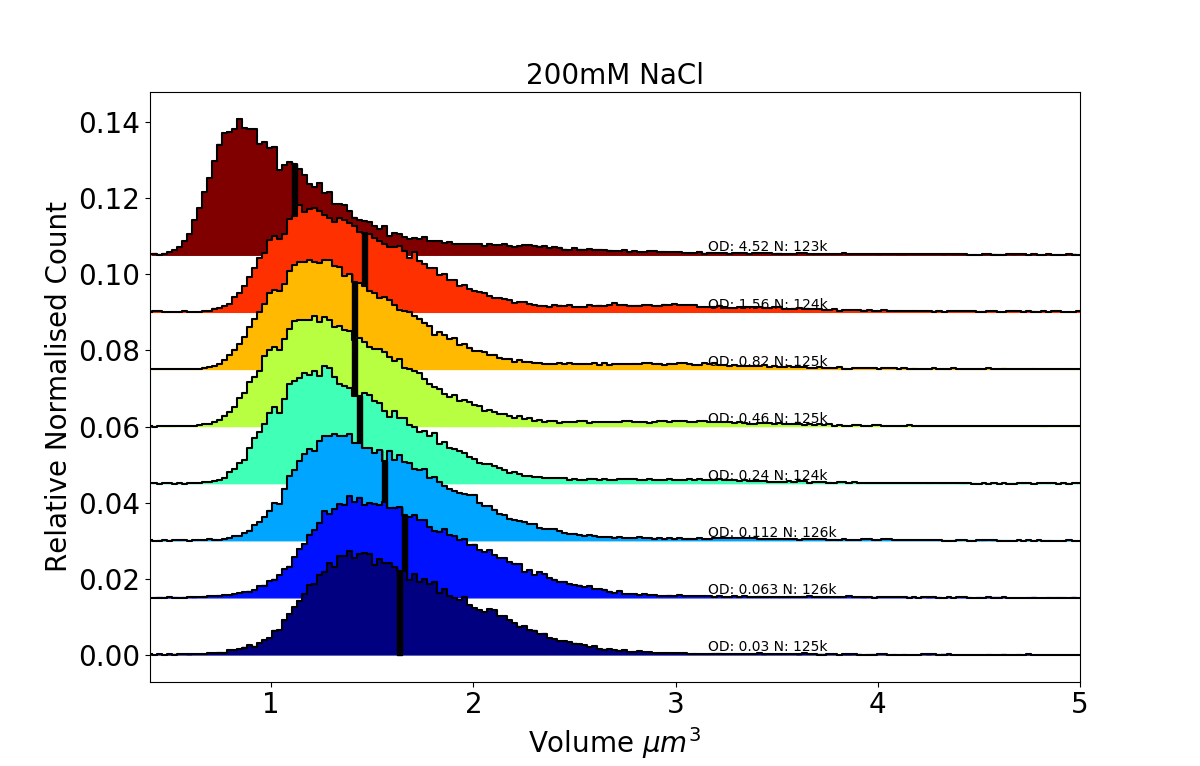 200mM NaCl
Relative Normalised Count
0.14
0.12
0.10
0.08
0.06
0.04
0.02
0.00
OD: 4.52 N: 123k
OD: 1.56 N: 124k
OD: 0.82 N: 125k
OD: 0.46 N: 125k
OD: 0.24 N: 124k
OD: 0.112 N: 126k
OD: 0.063 N: 126k
OD: 0.03 N: 125k
1 2 3 4 5
Volume μm³